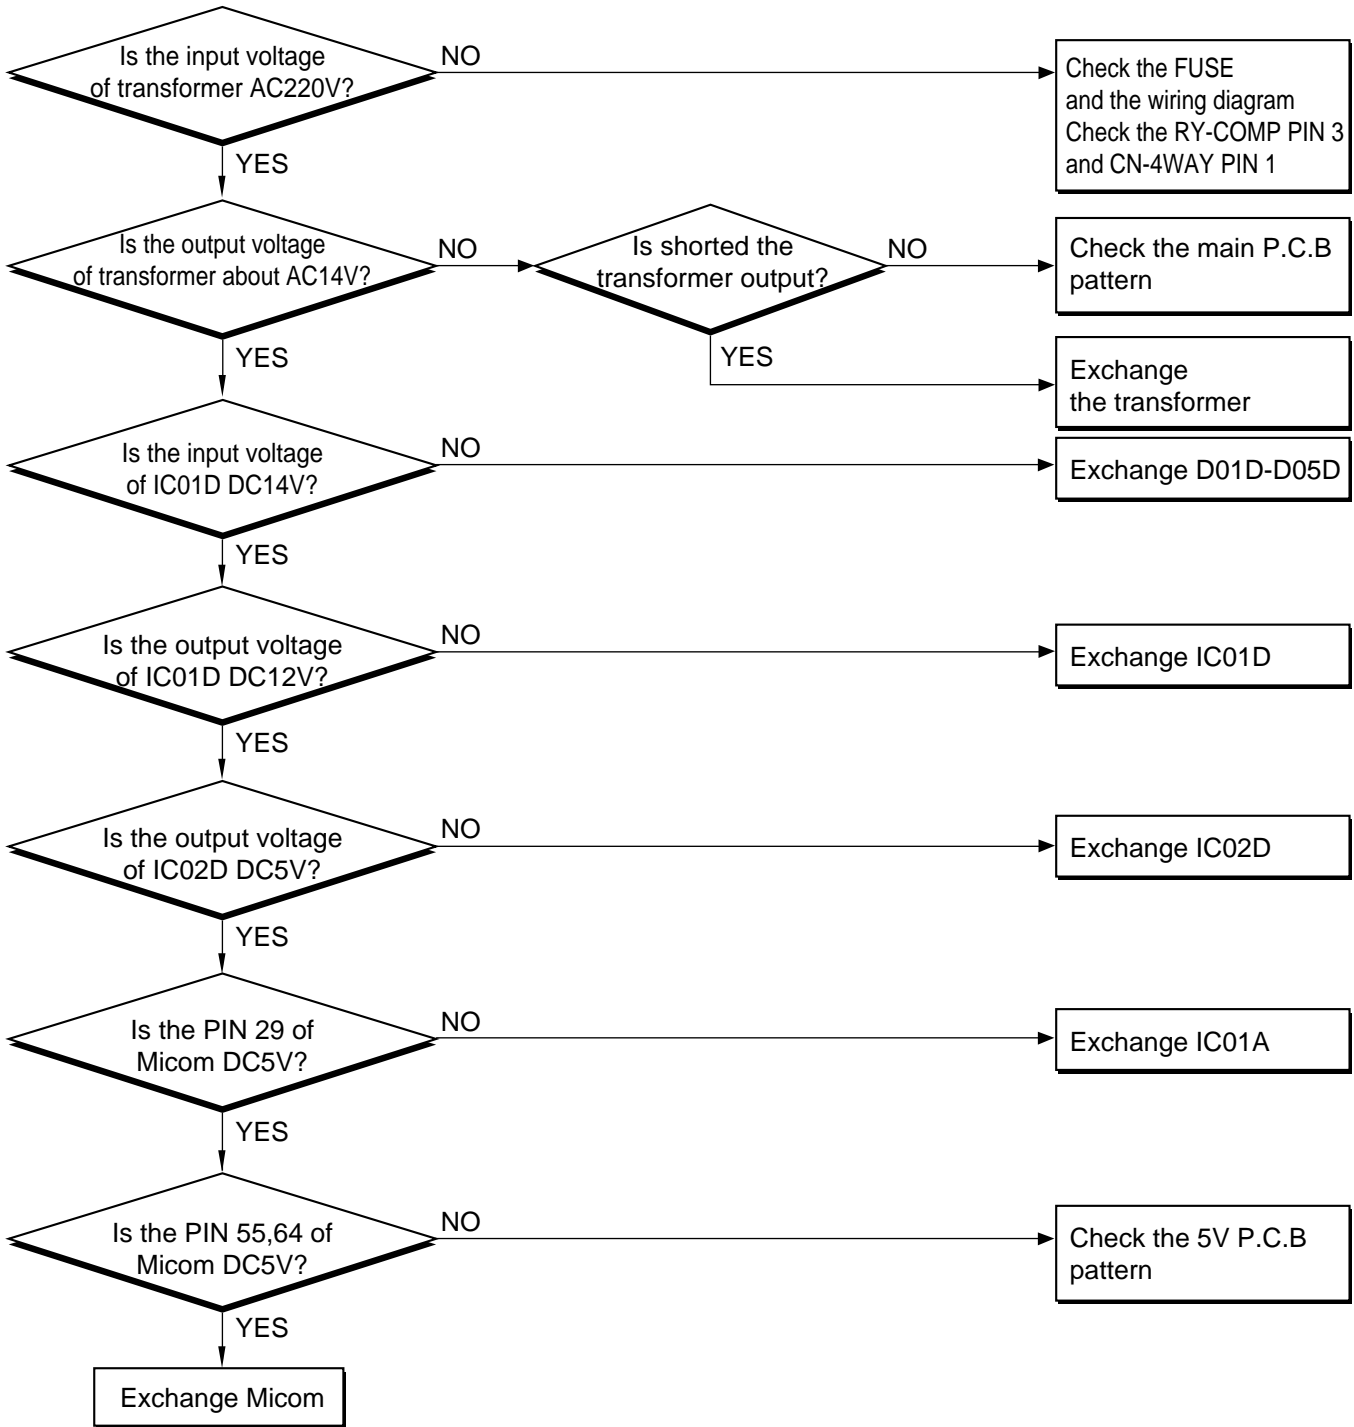 Is the input voltage
of transformer AC220V?
NO
Check the FUSE
and the wiring diagram
Check the RY-COMP PIN 3
and CN-4WAY PIN 1
YES
Is the output voltage
of transformer about AC14V?
NO
Is shorted the
transformer output?
NO
Check the main P.C.B
pattern
YES
YES
Exchange
the transformer
Is the input voltage
of IC01D DC14V?
NO
Exchange D01D-D05D
YES
Is the output voltage
of IC01D DC12V?
NO
Exchange IC01D
YES
Is the output voltage
of IC02D DC5V?
NO
Exchange IC02D
YES
Is the PIN 29 of
Micom DC5V?
NO
Exchange IC01A
YES
Is the PIN 55,64 of
Micom DC5V?
NO
Check the 5V P.C.B
pattern
YES
Exchange Micom